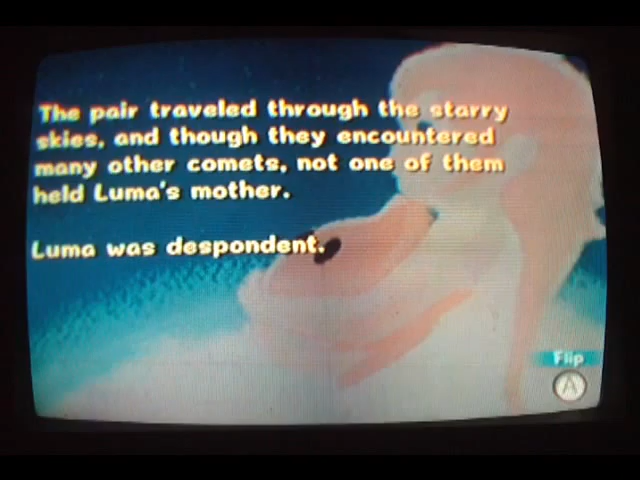 The pair traveled through the starry
skies, and though they encountered
many other comets, not one of them
held Luma's mother.
Luma was despondent.
Flip
A